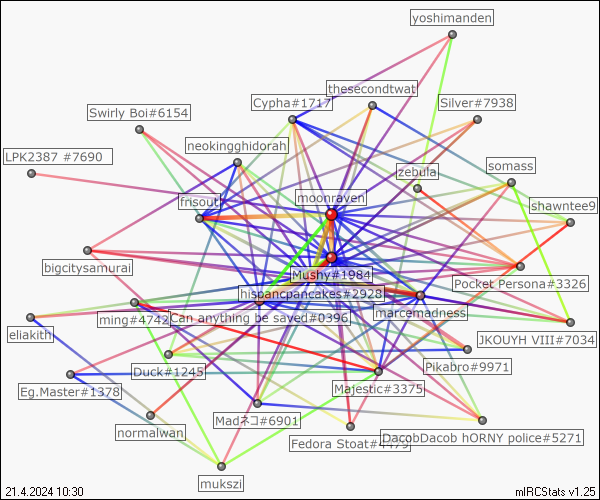 yoshimanden
thesecondtwat
Cypha#1717
Silver#7938
Swirly Boi#6154
neokingghidorah
LPK2387 #7690
somass
zebula
moonraven
frisout
shawntee9
bigcitysamurai
Mushy#1984
Pocket Persona#3326
hispancpancakes#2928
ming#4742
Can anything be saved#0396
marcemadness
eliakith
JKOUYH VIII#7034
Pikabro#9971
Duck#1245
Majestic#3375
Eg.Master#1378
normalwan
Madネコ#6901
DacobDacob hORNY police#5271
Fedora Stoat#4479
mukszi
21.4.2024 10:30
mIRCStats v1.25